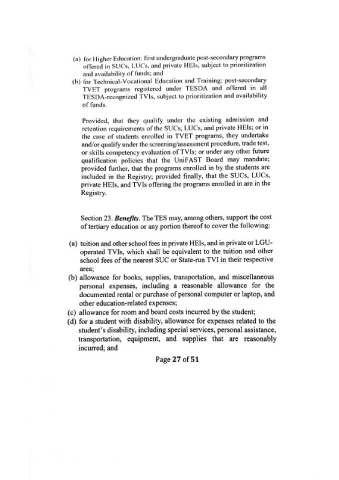 (a) for Higher Education: first undergraduate post-secondary programs
offered in SUCs, LUCs, and private HEIs, subject to prioritization
and availability of funds; and
(b) for Technical-Vocational Education and Training: post-secondary
TVET programs registered under TESDA and offered in all
TESDA-recognized TVIs, subject to prioritization and availability
of funds.
Provided, that they qualify under the existing admission and
retention requirements of the SUCs, LUCs, and private HEIs; or in
the case of students enrolled in TVET programs, they undertake
and/or qualify under the screening/assessment procedure, trade test,
or skills competency evaluation of TVIs; or under any other future
qualification policies that the UniFAST Board may mandate;
provided further, that the programs enrolled in by the students are
included in the Registry; provided finally, that the SUCs, LUCs,
private HEIs, and TVIs offering the programs enrolled in are in the
Registry.
Section 23. Benefits. The TES may, among others, support the cost
of tertiary education or any portion thereof to cover the following:
(a) tuition and other school fees in private HEIs, and in private or LGU-
operated TVIs, which shall be equivalent to the tuition and other
school fees of the nearest SUC or State-run TVI in their respective
area;
(b) allowance for books, supplies, transportation, and miscellaneous
personal expenses, including a reasonable allowance for the
documented rental or purchase of personal computer or laptop, and
other education-related expenses;
(c) allowance for room and board costs incurred by the student;
(d) for a student with disability, allowance for expenses related to the
student's disability, including special services, personal assistance,
transportation, equipment, and supplies that are reasonably
incurred; and
Page 27 of 51